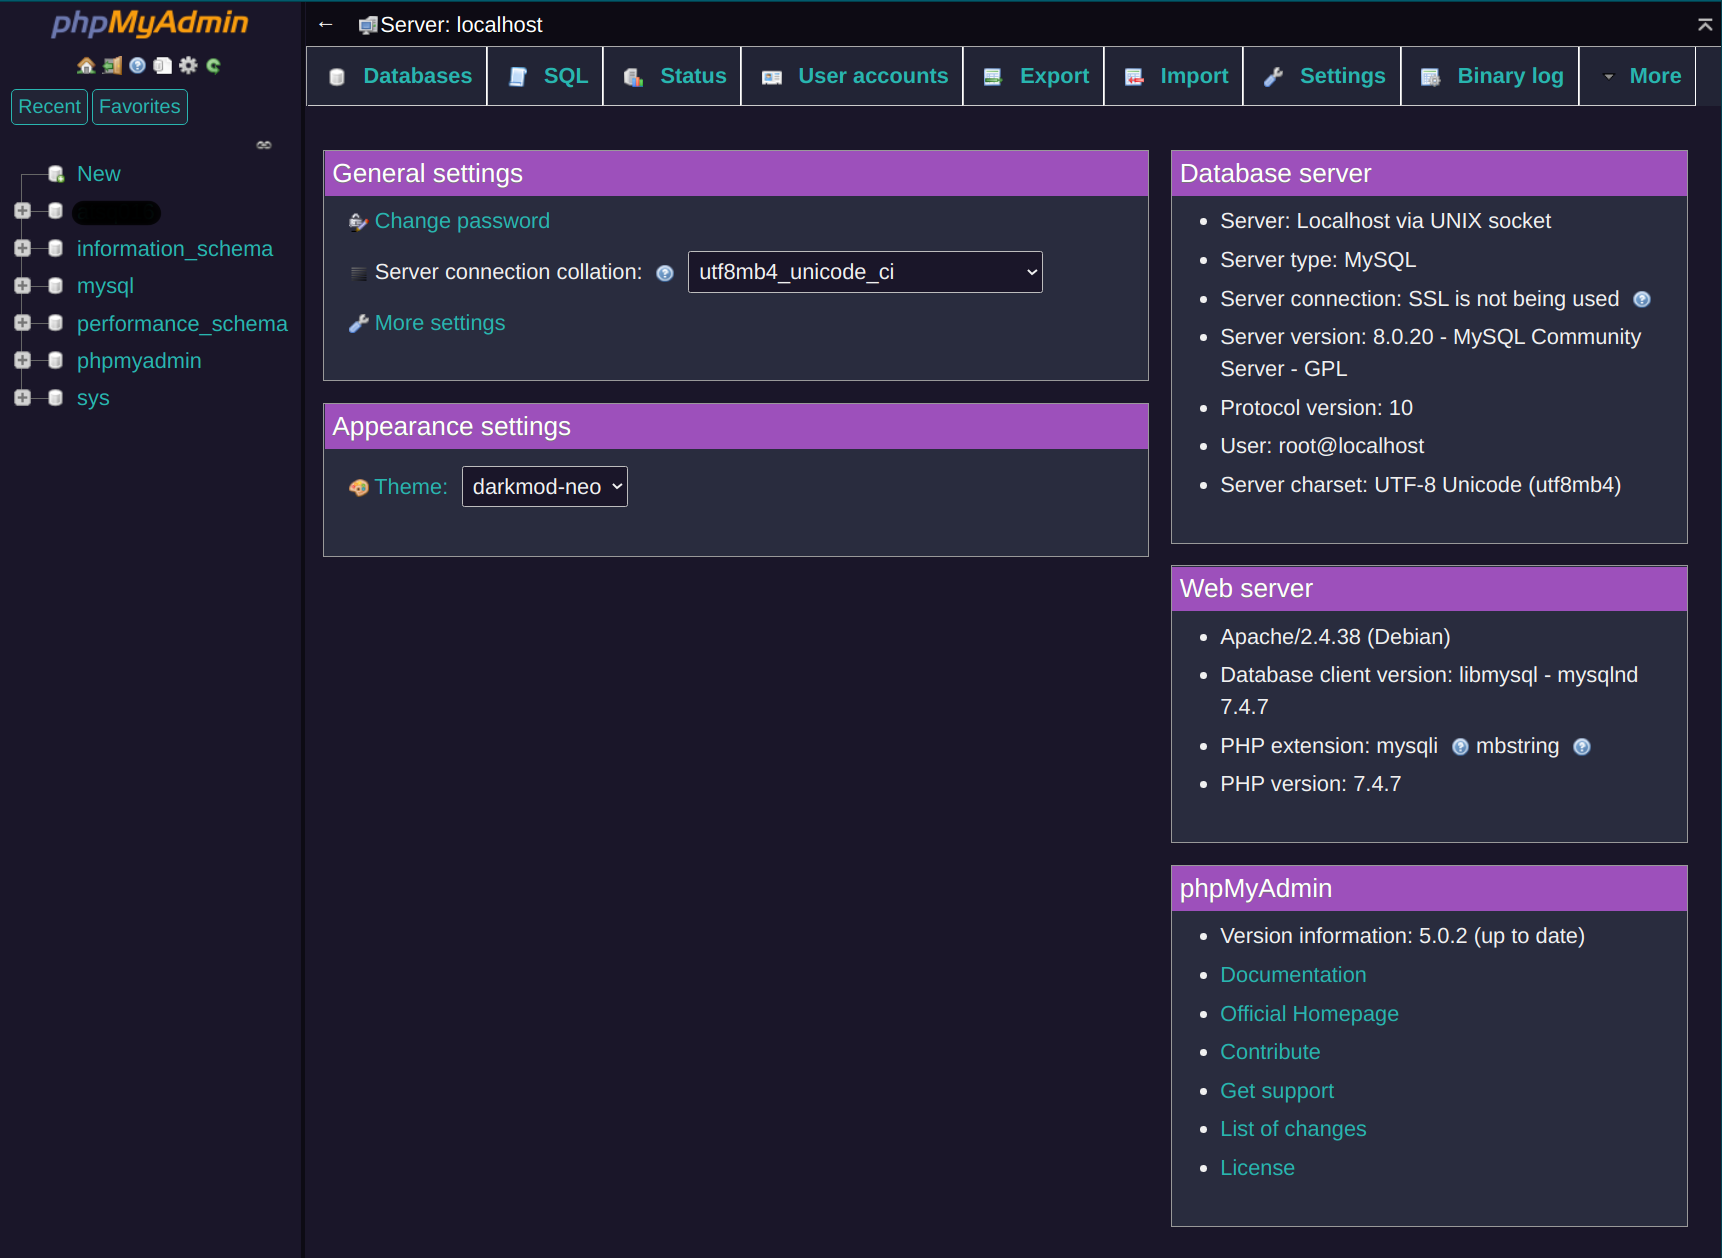 phpMyAdmin
Recent Favorites
New
information_schema
mysql
performance_schema
phpmyadmin
sys
← Server: localhost
Databases SQL Status User accounts Export Import Settings Binary log More
General settings
Change password
Server connection collation: utf8mb4_unicode_ci
More settings
Appearance settings
Theme: darkmod-neo
Database server
Server: Localhost via UNIX socket
Server type: MySQL
Server connection: SSL is not being used
Server version: 8.0.20 - MySQL Community
Server - GPL
Protocol version: 10
User: root@localhost
Server charset: UTF-8 Unicode (utf8mb4)
Web server
Apache/2.4.38 (Debian)
Database client version: libmysql - mysqlnd
7.4.7
PHP extension: mysqli mbstring
PHP version: 7.4.7
phpMyAdmin
Version information: 5.0.2 (up to date)
Documentation
Official Homepage
Contribute
Get support
List of changes
License